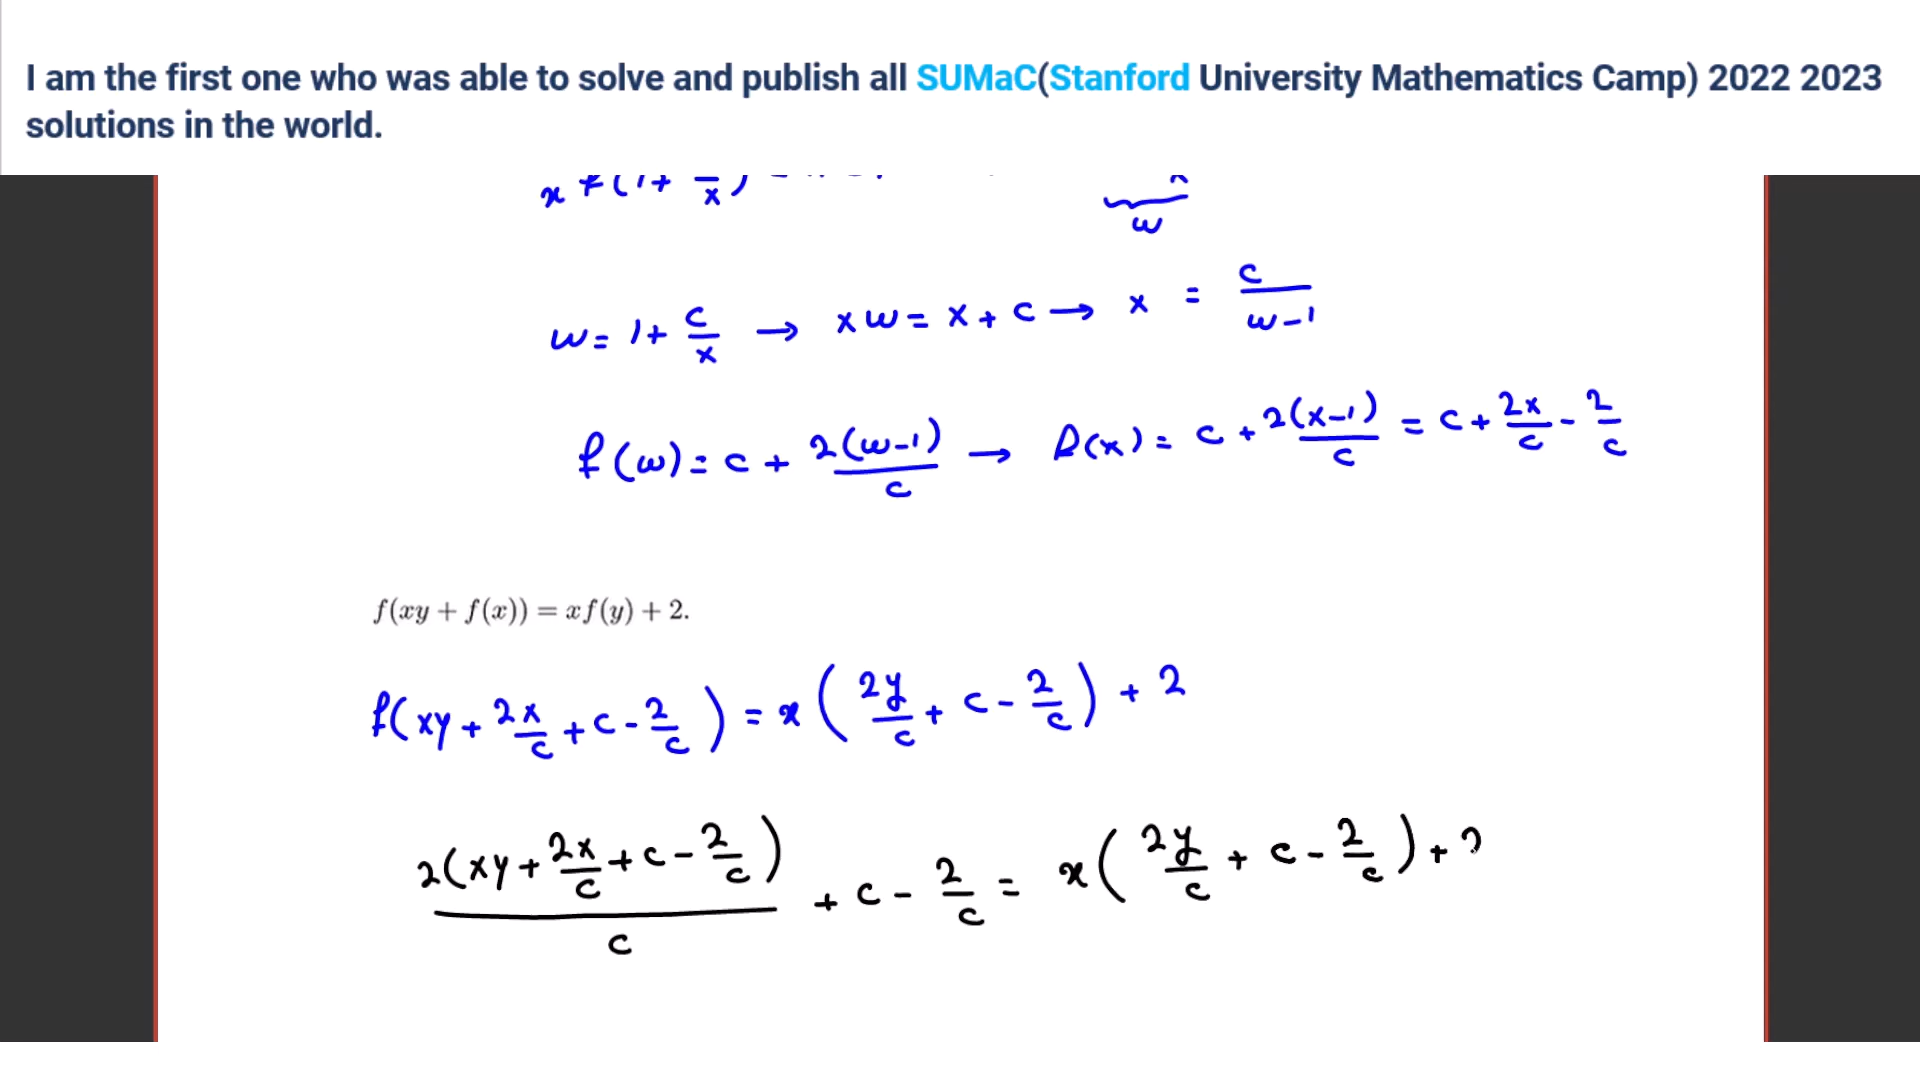 I am the first one who was able to solve and publish all SUMaC(Stanford University Mathematics Camp) 2022 2023
solutions in the world.
w
w = 1 + c/x → xw = x + c → x = c/(w-1)
f(w) = c + 2(w-1)/c → f(x) = c + 2(x-1)/c = c + 2x/c - 2/c
f(xy + f(x)) = xf(y) + 2.
f(xy + 2x/c + c - 2/c) = x(2y/c + c - 2/c) + 2
2(xy + 2x/c + c - 2/c)/c + c - 2/c = x(2y/c + c - 2/c) +